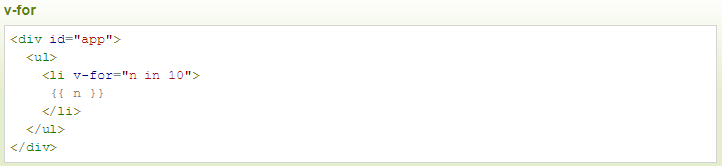 v-for
<div id="app">
  <ul>
    <li v-for="n in 10">
     {{ n }}
    </li>
  </ul>
</div>